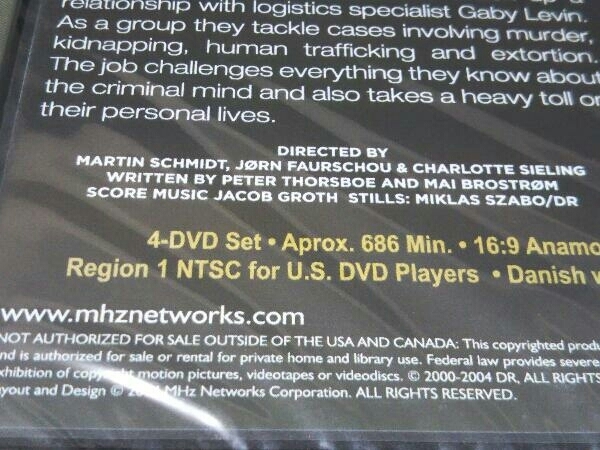 relationship with logistics specialist Gaby Levin.
As a group they tackle cases involving murder,
kidnapping, human trafficking and extortion.
The job challenges everything they know about
the criminal mind and also takes a heavy toll on
their personal lives.
DIRECTED BY
MARTIN SCHMIDT, JØRN FAURSCHOU & CHARLOTTE SIELING
WRITTEN BY PETER THORSBOE AND MAI BROSTRØM
SCORE MUSIC JACOB GROTH STILLS: MIKLAS SZABO/DR
4-DVD Set • Aprox. 686 Min. • 16:9 Anamo
Region 1 NTSC for U.S. DVD Players • Danish
www.mhznetworks.com
NOT AUTHORIZED FOR SALE OUTSIDE OF THE USA AND CANADA: This copyrighted produ
nd is authorized for sale or rental for private home and library use. Federal law provides severe
xhibition of copyright motion pictures, videotapes or videodiscs. © 2000-2004 DR, ALL RIGHTS
ayout and Design © MHz Networks Corporation. ALL RIGHTS RESERVED.